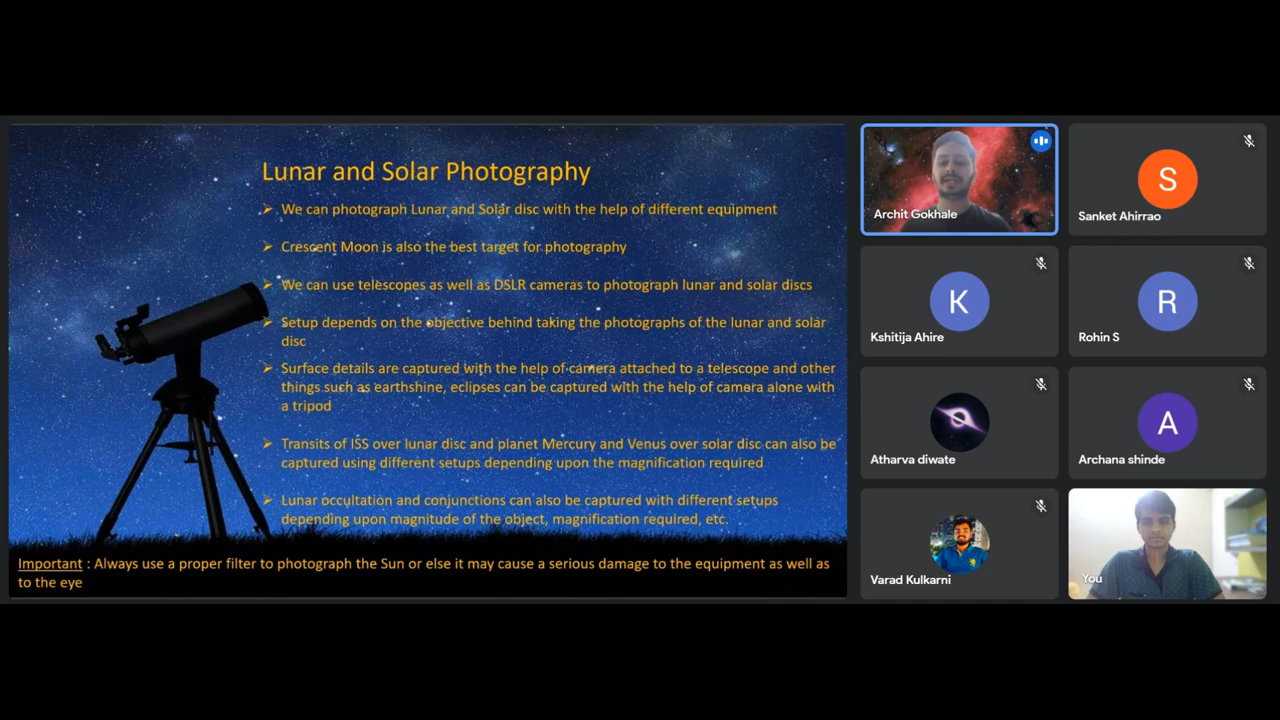 Lunar and Solar Photography
➢ We can photograph Lunar and Solar disc with the help of different equipment
➢ Crescent Moon is also the best target for photography
➢ We can use telescopes as well as DSLR cameras to photograph lunar and solar discs
➢ Setup depends on the objective behind taking the photographs of the lunar and solar
disc
➢ Surface details are captured with the help of camera attached to a telescope and other
things such as earthshine, eclipses can be captured with the help of camera alone with
a tripod
➢ Transits of ISS over lunar disc and planet Mercury and Venus over solar disc can also be
captured using different setups depending upon the magnification required
➢ Lunar occultation and conjunctions can also be captured with different setups
depending upon magnitude of the object, magnification required, etc.
Important : Always use a proper filter to photograph the Sun or else it may cause a serious damage to the equipment as well as
to the eye
Archit Gokhale
S
Sanket Ahirrao
K
Kshitija Ahire
R
Rohin S
Atharva diwate
A
Archana shinde
Varad Kulkarni
You